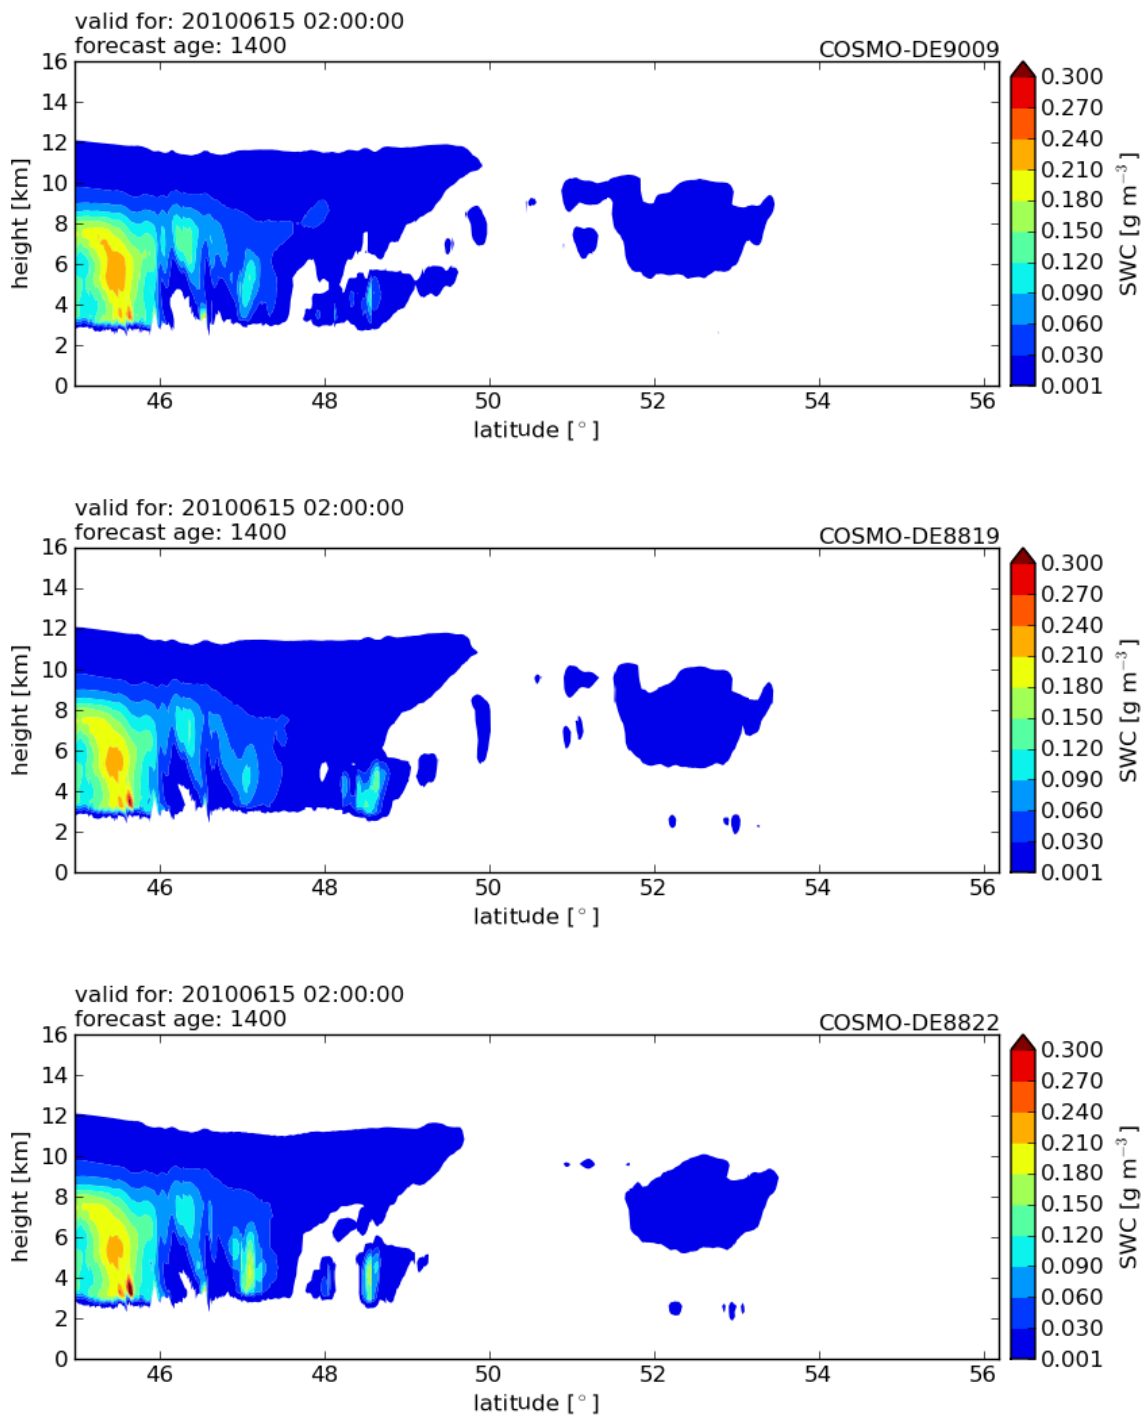 valid for: 20100615 02:00:00
forecast age: 1400
COSMO-DE9009
16
14
12
10
8
6
4
2
0
height [km]
46 48 50 52 54 56
latitude [°]
0.300
0.270
0.240
0.210
0.180
0.150
0.120
0.090
0.060
0.030
0.001
SWC [g m⁻³]
valid for: 20100615 02:00:00
forecast age: 1400
COSMO-DE8819
16
14
12
10
8
6
4
2
0
height [km]
46 48 50 52 54 56
latitude [°]
0.300
0.270
0.240
0.210
0.180
0.150
0.120
0.090
0.060
0.030
0.001
SWC [g m⁻³]
valid for: 20100615 02:00:00
forecast age: 1400
COSMO-DE8822
16
14
12
10
8
6
4
2
0
height [km]
46 48 50 52 54 56
latitude [°]
0.300
0.270
0.240
0.210
0.180
0.150
0.120
0.090
0.060
0.030
0.001
SWC [g m⁻³]